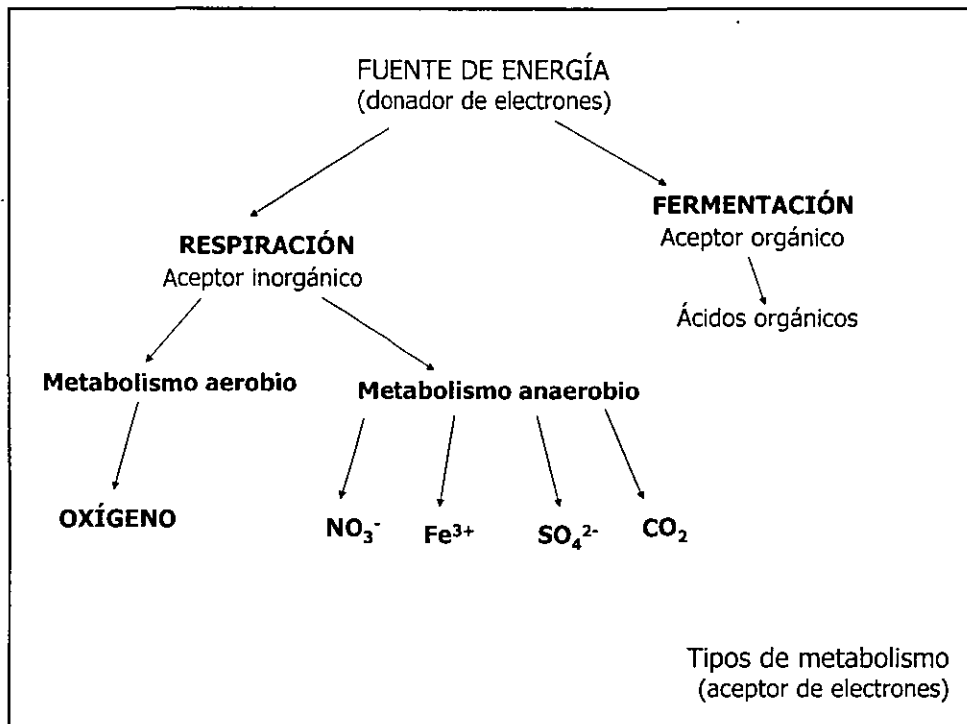 FUENTE DE ENERGÍA
(donador de electrones)
RESPIRACIÓN
Aceptor inorgánico
FERMENTACIÓN
Aceptor orgánico
Ácidos orgánicos
Metabolismo aerobio
Metabolismo anaerobio
OXÍGENO
NO₃⁻
Fe³⁺
SO₄²⁻
CO₂
Tipos de metabolismo
(aceptor de electrones)